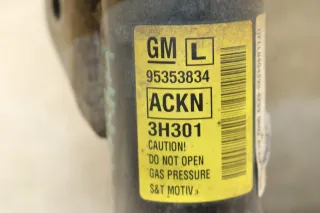 GM L
95353834
ACKN
3H301
CAUTION!
DO NOT OPEN
GAS PRESSURE
S&T MOTIV